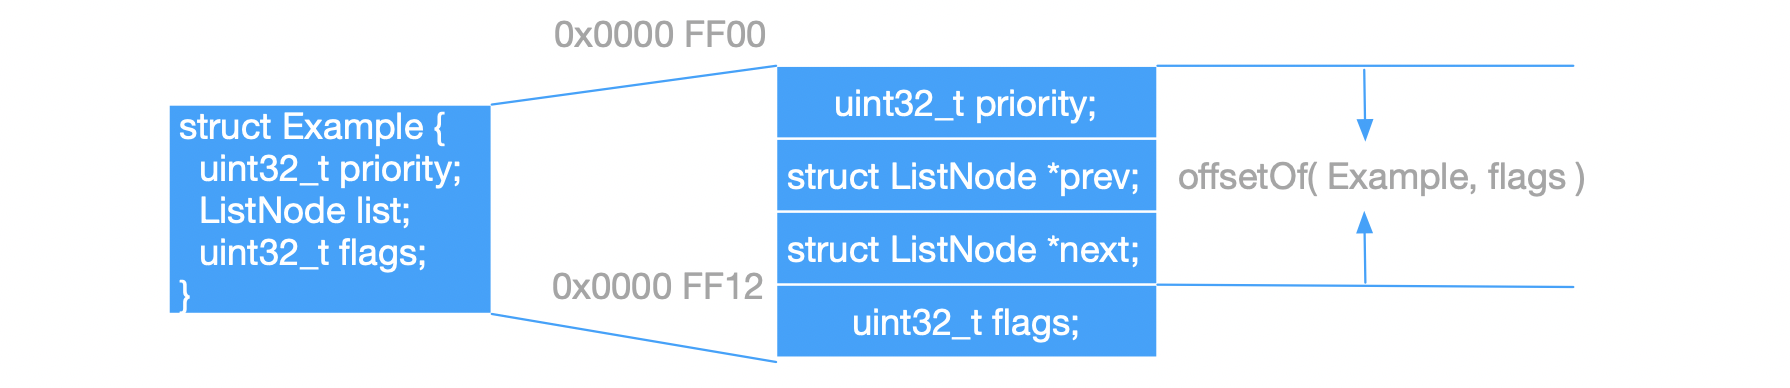 0x0000 FF00
struct Example {
uint32_t priority;
ListNode list;
uint32_t flags;
}
0x0000 FF12
uint32_t priority;
struct ListNode *prev;
struct ListNode *next;
uint32_t flags;
offsetOf( Example, flags )